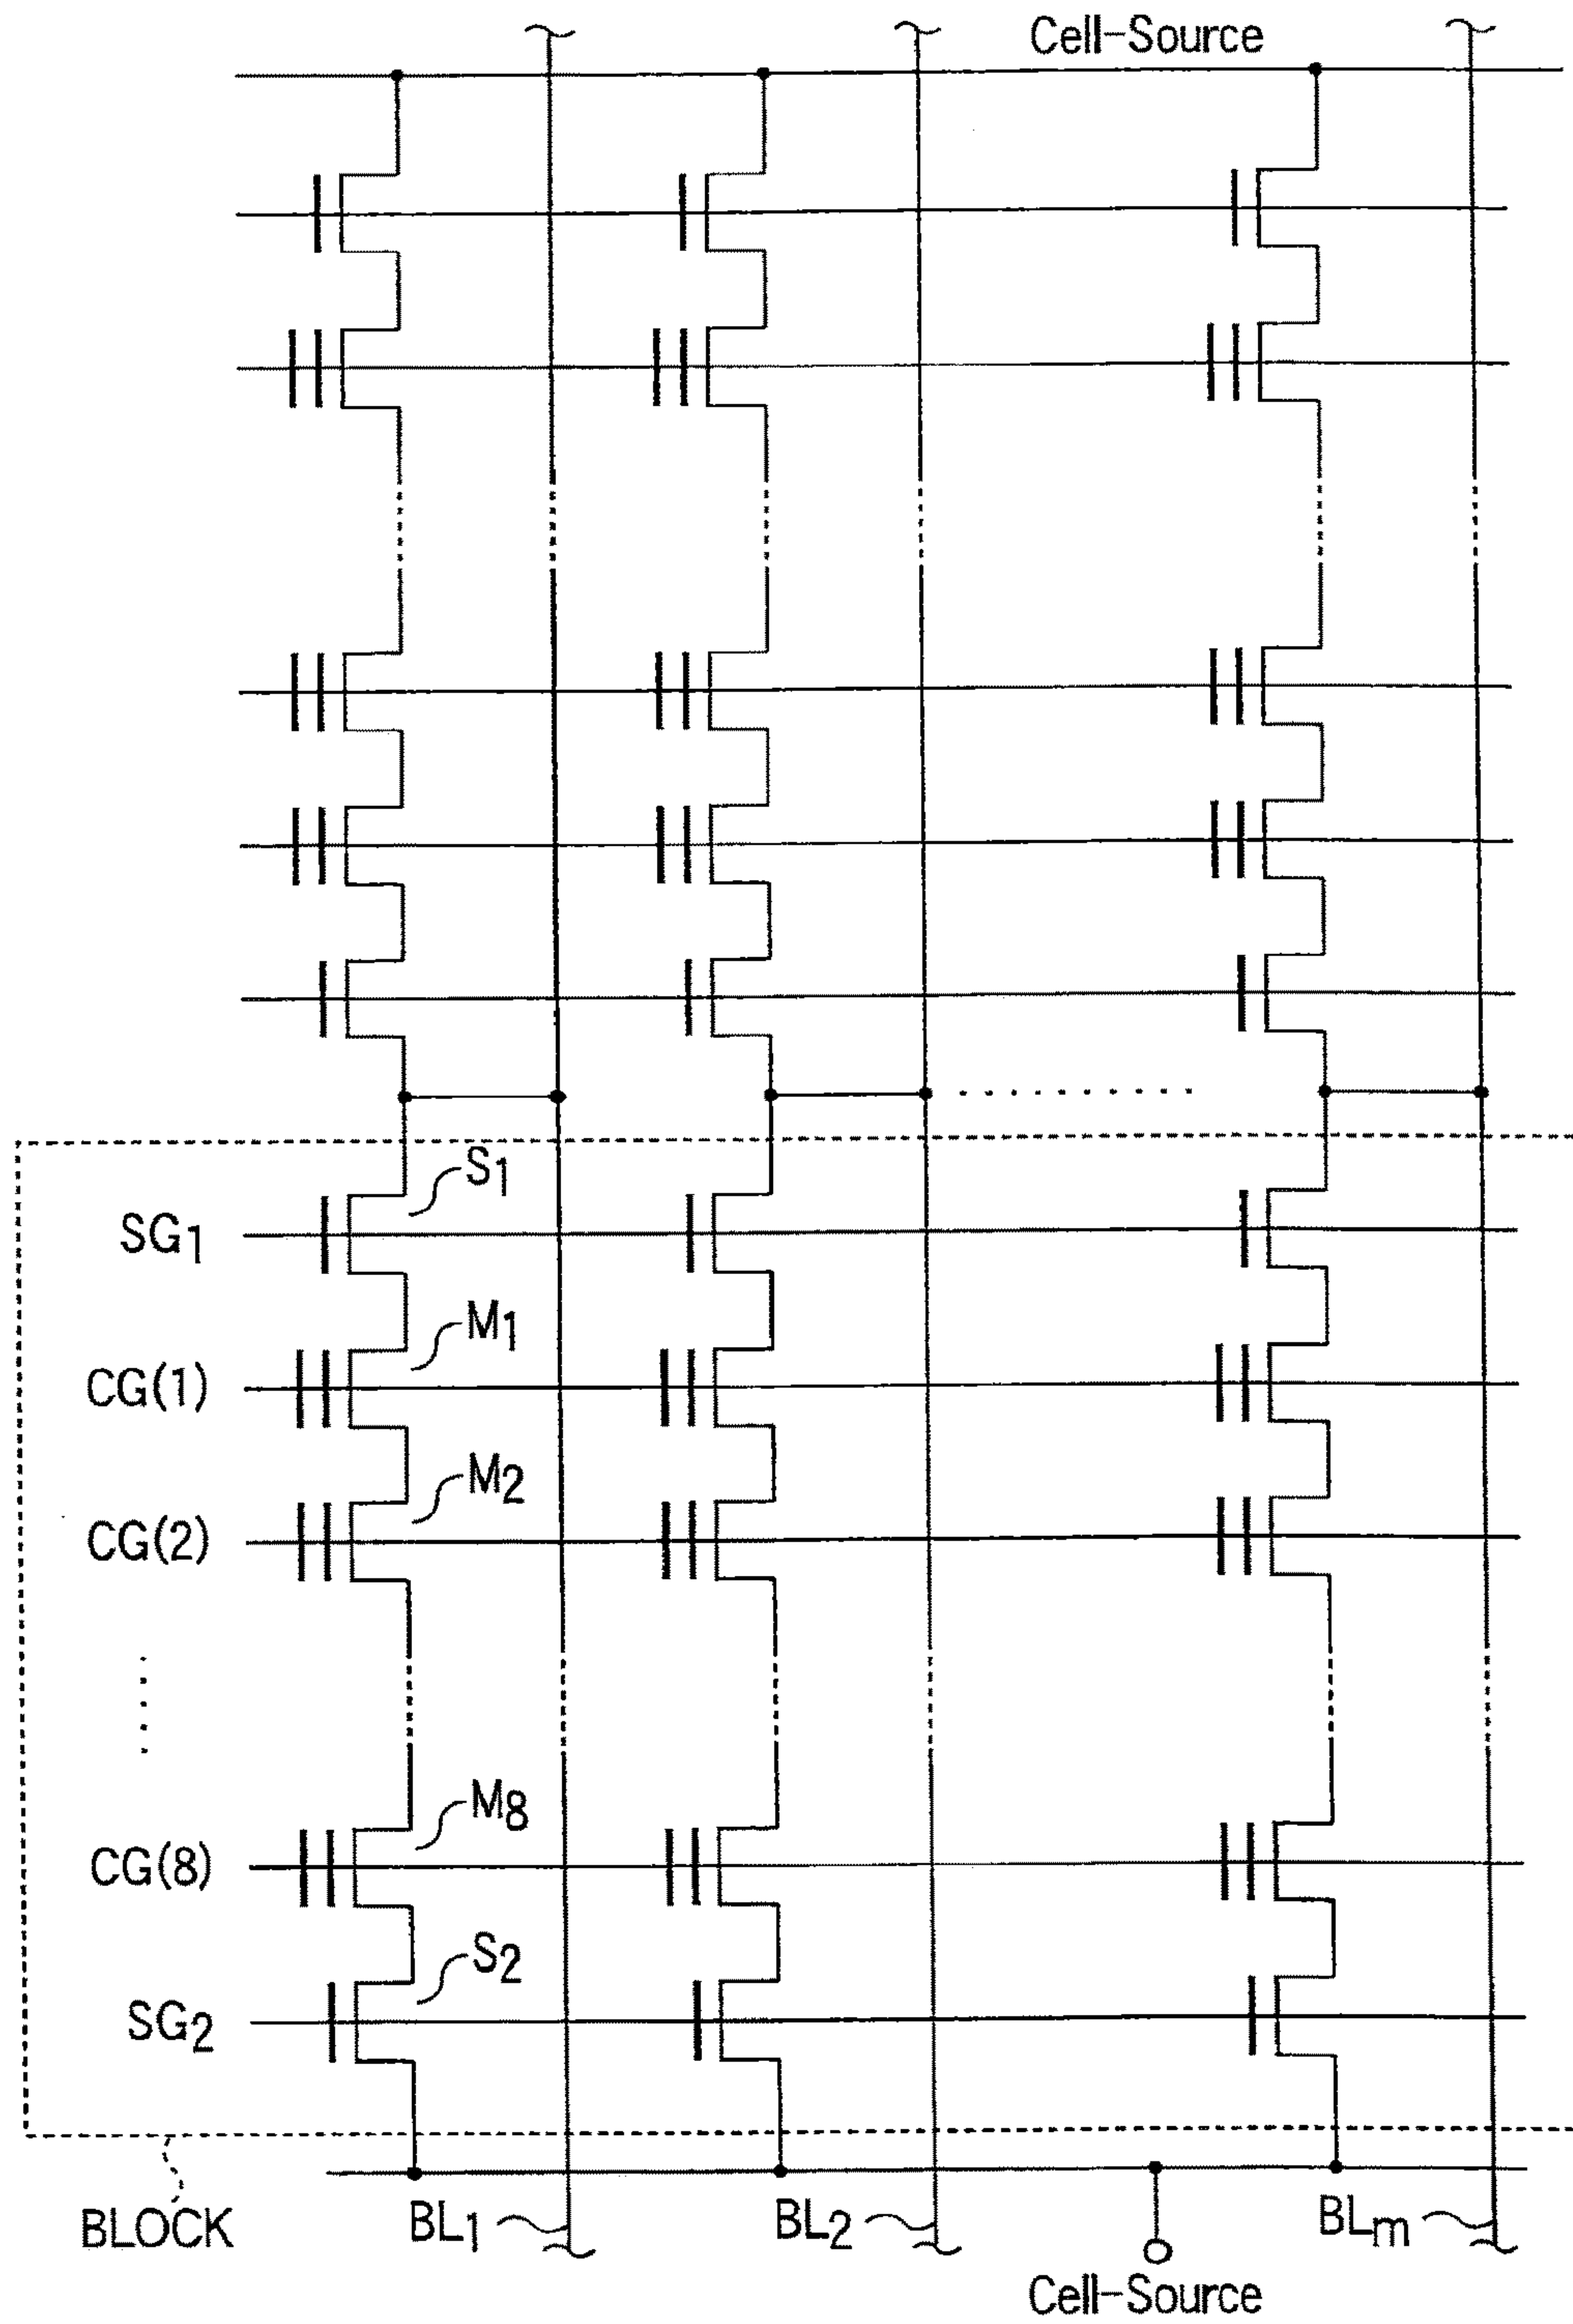 Cell-Source
S1
SG1
M1
CG(1)
M2
CG(2)
M8
CG(8)
S2
SG2
BLOCK
BL1
BL2
BLm
Cell-Source